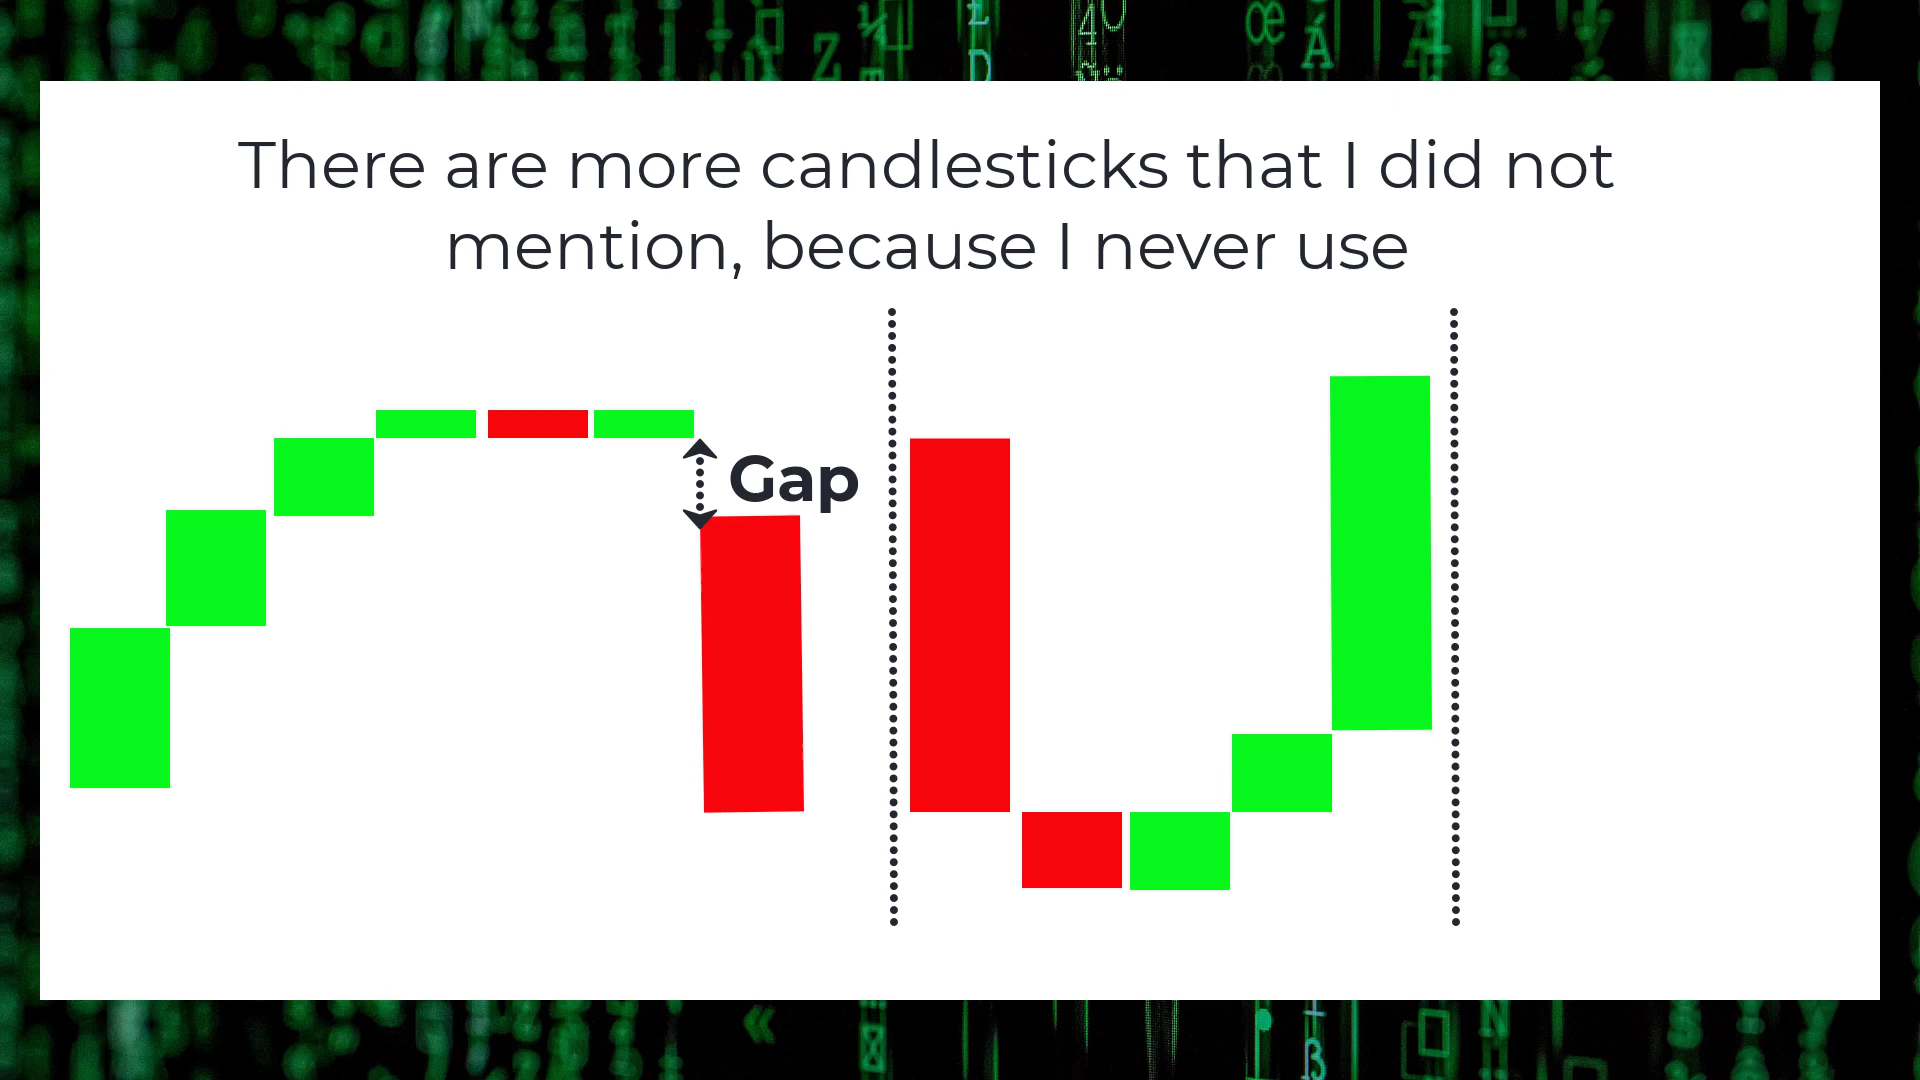 There are more candlesticks that I did not
mention, because I never use
Gap